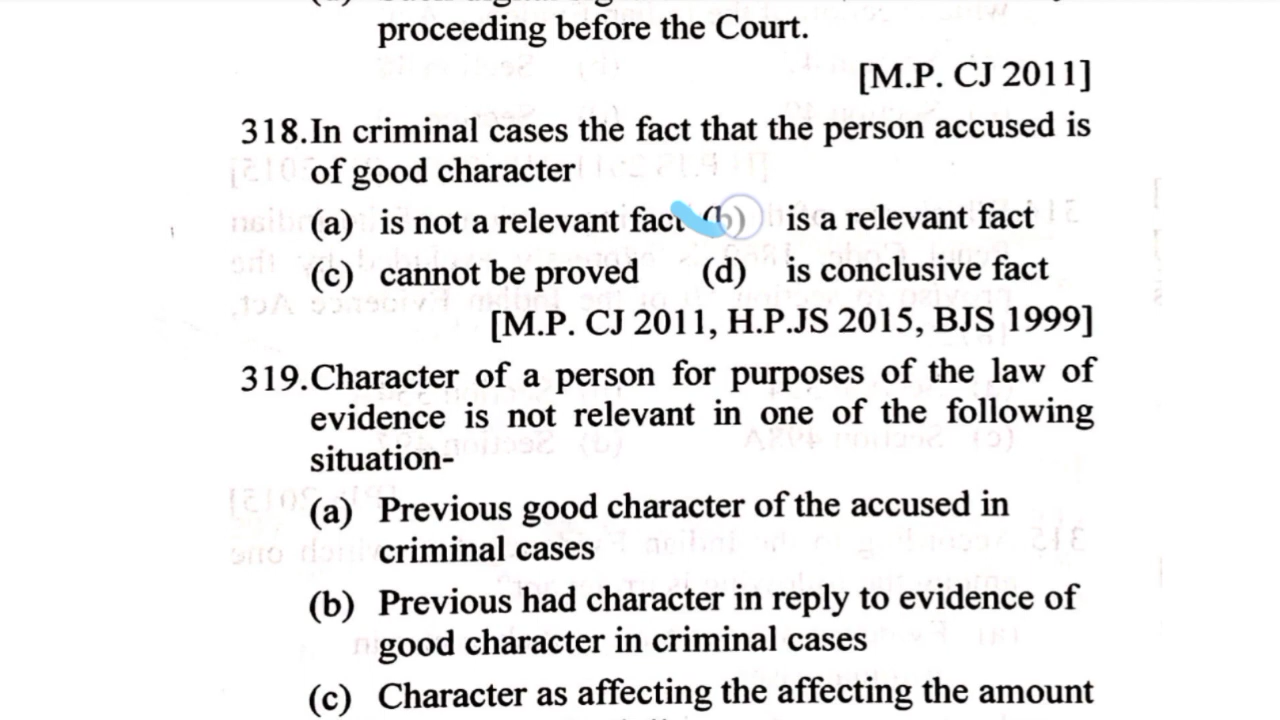 proceeding before the Court.
[M.P. CJ 2011]
318.In criminal cases the fact that the person accused is
of good character
(a) is not a relevant fact (b) is a relevant fact
(c) cannot be proved (d) is conclusive fact
[M.P. CJ 2011, H.P.JS 2015, BJS 1999]
319.Character of a person for purposes of the law of
evidence is not relevant in one of the following
situation-
(a) Previous good character of the accused in
criminal cases
(b) Previous had character in reply to evidence of
good character in criminal cases
(c) Character as affecting the affecting the amount